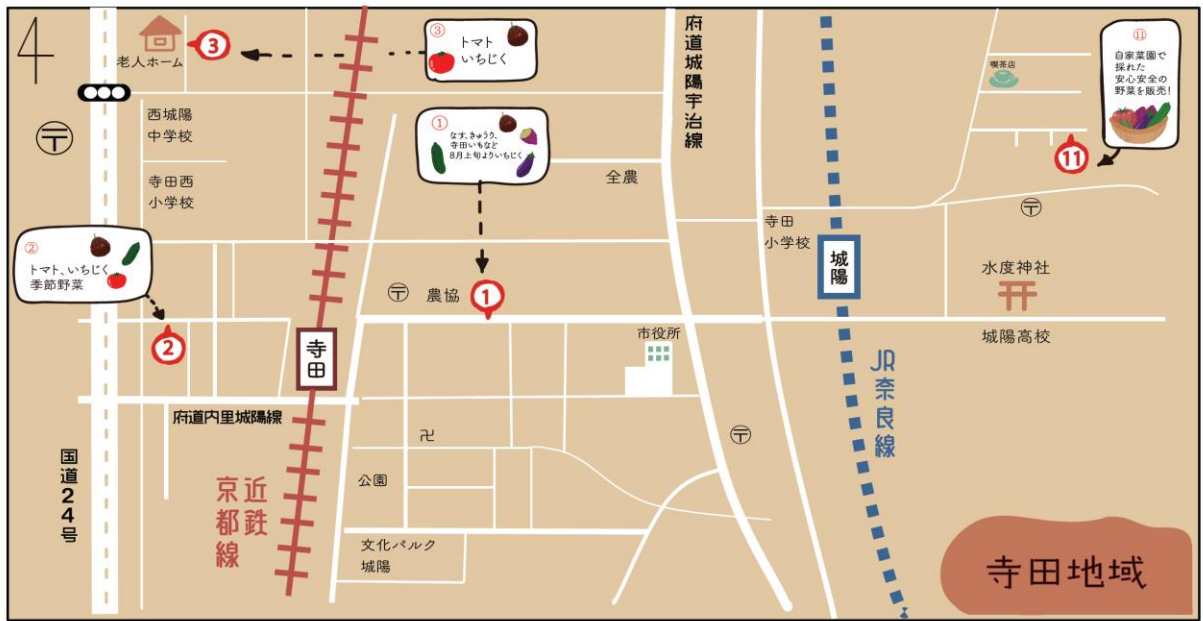 4
老人ホーム
3
③
トマト
いちじく
①
なす、きゅうり、
寺田いもなど
8月上旬よりいちじく
府道城陽宇治線
喫茶店
⑪
自家菜園で
採れた
安心安全の
野菜を販売!
11
〒
西城陽
中学校
寺田西
小学校
全農
寺田
小学校
〒
②
トマト、いちじく
季節野菜
城陽
水度神社
〒
農協
1
2
寺田
市役所
城陽高校
JR奈良線
府道内里城陽線
卍
〒
国道24号
近鉄
京都線
公園
文化パルク
城陽
寺田地域